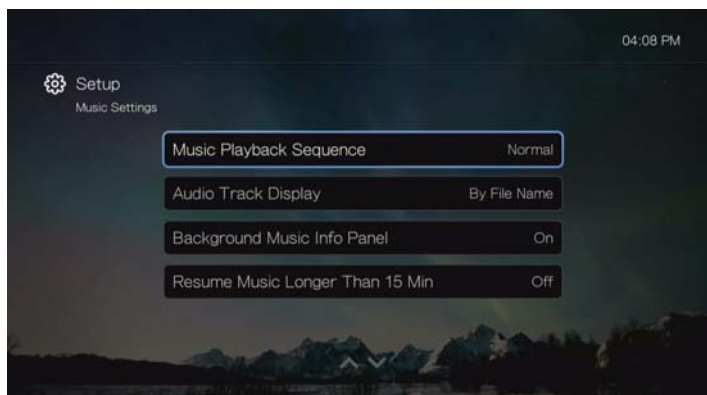 04:08 PM
Setup
Music Settings
Music Playback Sequence Normal
Audio Track Display By File Name
Background Music Info Panel On
Resume Music Longer Than 15 Min Off